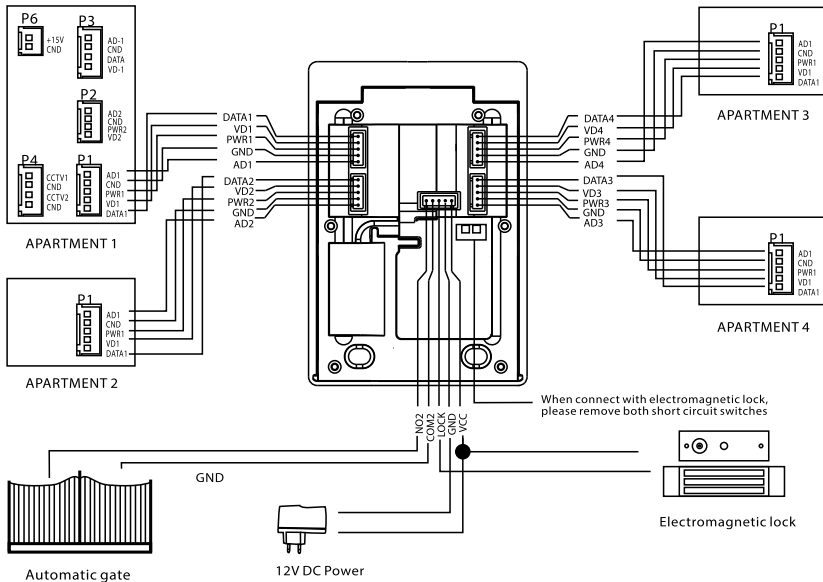 P6
+15V
CND
P3
AD-1
CND
DATA
VD-1
P2
AD2
CND
PWR2
VD2
P4
CCTV1
CND
CCTV2
CND
P1
AD1
CND
PWR1
VD1
DATA1
APARTMENT 1
P1
AD1
CND
PWR1
VD1
DATA1
APARTMENT 2
DATA1
VD1
PWR1
GND
AD1
DATA2
VD2
PWR2
GND
AD2
DATA4
VD4
PWR4
GND
AD4
DATA3
VD3
PWR3
GND
AD3
P1
AD1
CND
PWR1
VD1
DATA1
APARTMENT 3
P1
AD1
CND
PWR1
VD1
DATA1
APARTMENT 4
NO2
COM2
LOCK
GND
VCC
When connect with electromagnetic lock,
please remove both short circuit switches
GND
Automatic gate
12V DC Power
Electromagnetic lock